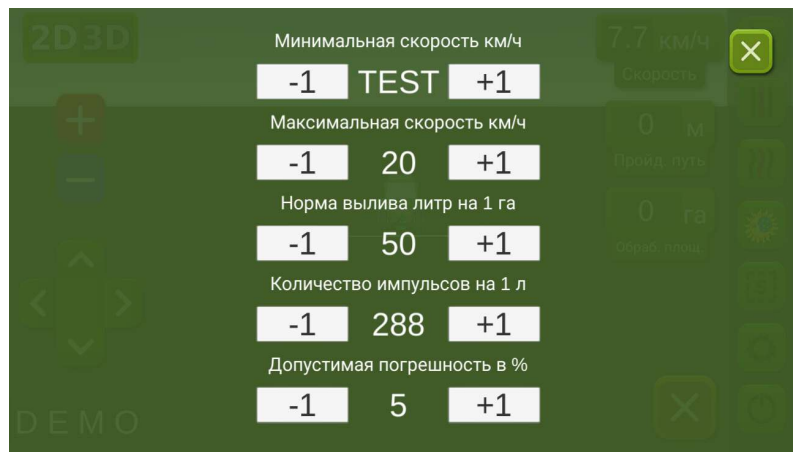 2D 3D
Минимальная скорость км/ч
7.7 км/ч
-1 TEST +1
Скорость
Максимальная скорость км/ч
0 м
-1 20 +1
Пройд. путь
Норма вылива литр на 1 га
0 га
-1 50 +1
Обраб. площ.
Количество импульсов на 1 л
-1 288 +1
Допустимая погрешность в %
-1 5 +1
DEMO